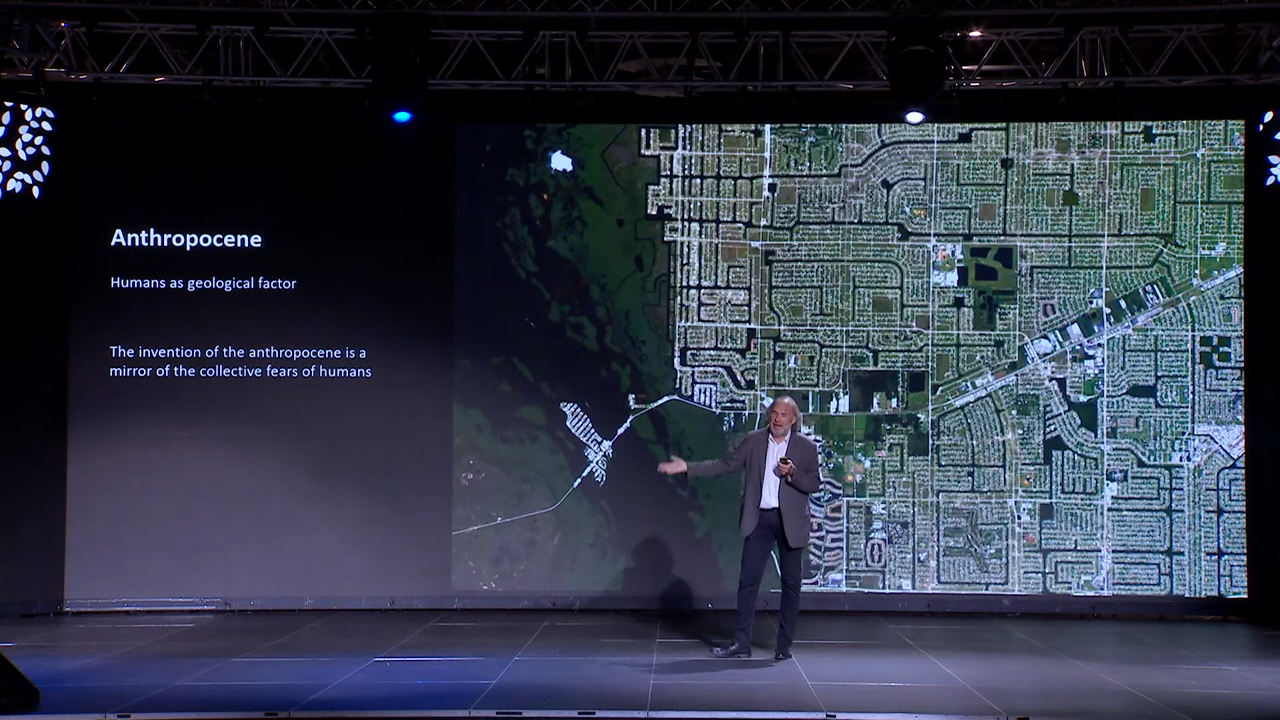 Anthropocene
Humans as geological factor
The invention of the anthropocene is a
mirror of the collective fears of humans